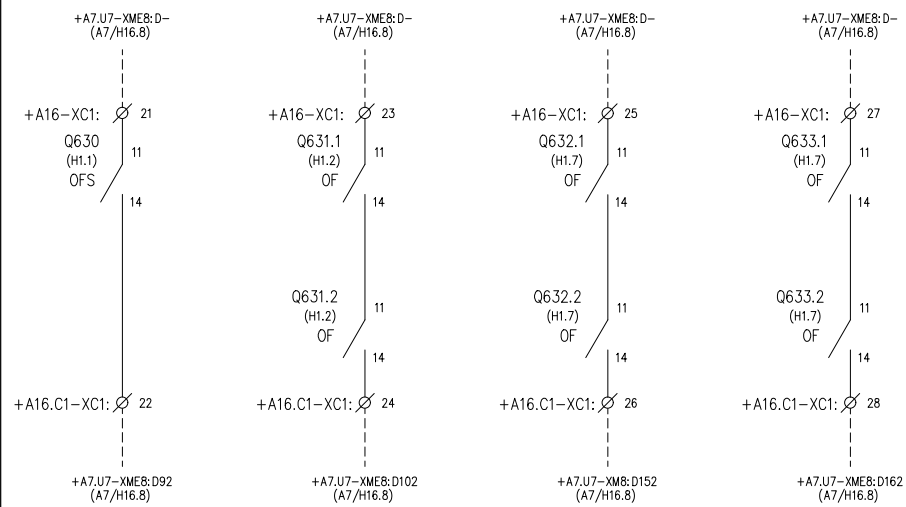 +A7.U7-XME8:D-
(A7/H16.8)
+A7.U7-XME8:D-
(A7/H16.8)
+A7.U7-XME8:D-
(A7/H16.8)
+A7.U7-XME8:D-
(A7/H16.8)
+A16-XC1: 21
+A16-XC1: 23
+A16-XC1: 25
+A16-XC1: 27
Q630
(H1.1)
OFS
11
14
Q631.1
(H1.2)
OF
11
14
Q632.1
(H1.7)
OF
11
14
Q633.1
(H1.7)
OF
11
14
Q631.2
(H1.2)
OF
11
14
Q632.2
(H1.7)
OF
11
14
Q633.2
(H1.7)
OF
11
14
+A16.C1-XC1: 22
+A16.C1-XC1: 24
+A16.C1-XC1: 26
+A16.C1-XC1: 28
+A7.U7-XME8:D92
(A7/H16.8)
+A7.U7-XME8:D102
(A7/H16.8)
+A7.U7-XM8:D152
(A7/H16.8)
+A7.U7-XME8:D162
(A7/H16.8)